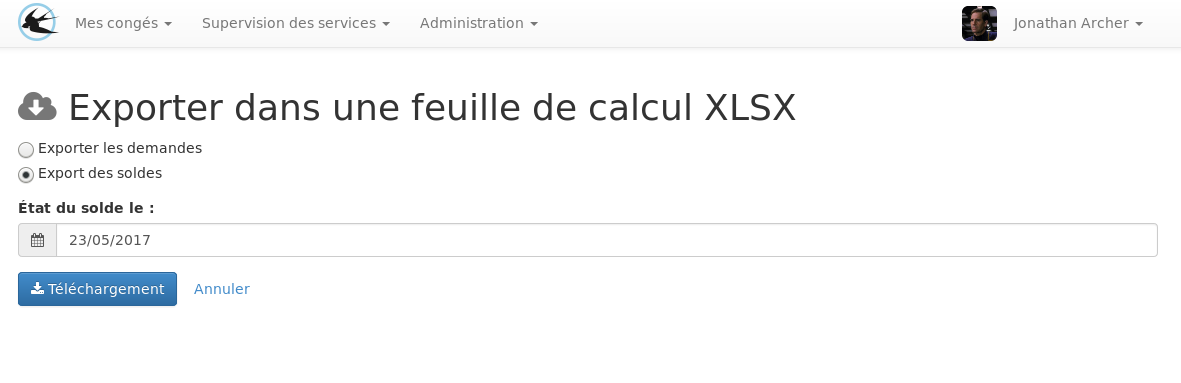 Mes congés Supervision des services Administration Jonathan Archer
Exporter dans une feuille de calcul XLSX
Exporter les demandes
Export des soldes
État du solde le :
23/05/2017
Téléchargement Annuler